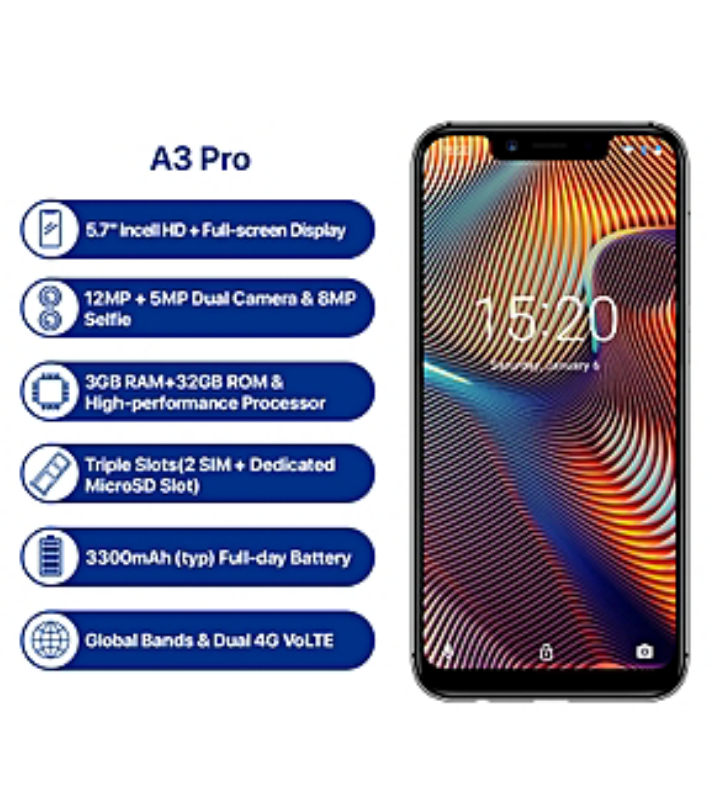 A3 Pro
5.7" Incell HD + Full-screen Display
12MP + 5MP Dual Camera & 8MP
Selfie
3GB RAM+32GB ROM &
High-performance Processor
Triple Slots(2 SIM + Dedicated
MicroSD Slot)
3300mAh (typ) Full-day Battery
Global Bands & Dual 4G VoLTE
15:20
Saturday, January 6